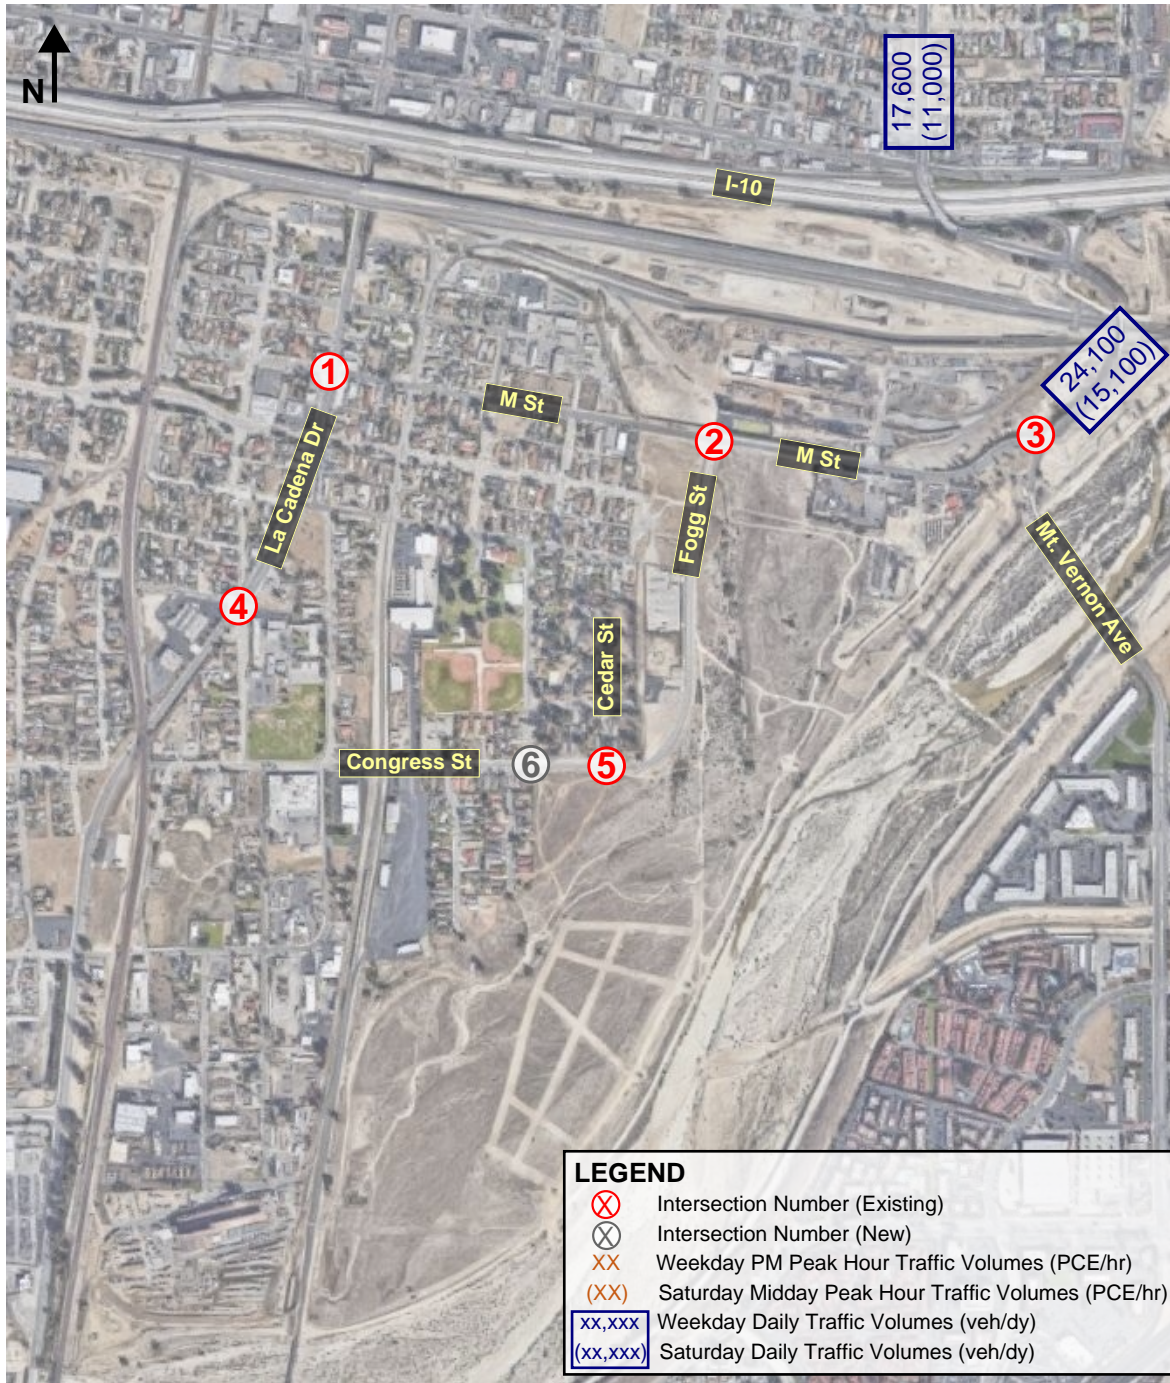 N
17,600
(11,000)
I-10
1
24,100
(15,100)
M St
2
3
M St
La Cadena Dr
Fogg St
Mt. Vernon Ave
4
Cedar St
Congress St
6
5
LEGEND
X Intersection Number (Existing)
X Intersection Number (New)
XX Weekday PM Peak Hour Traffic Volumes (PCE/hr)
(XX) Saturday Midday Peak Hour Traffic Volumes (PCE/hr)
xx,xxx Weekday Daily Traffic Volumes (veh/dy)
(xx,xxx) Saturday Daily Traffic Volumes (veh/dy)